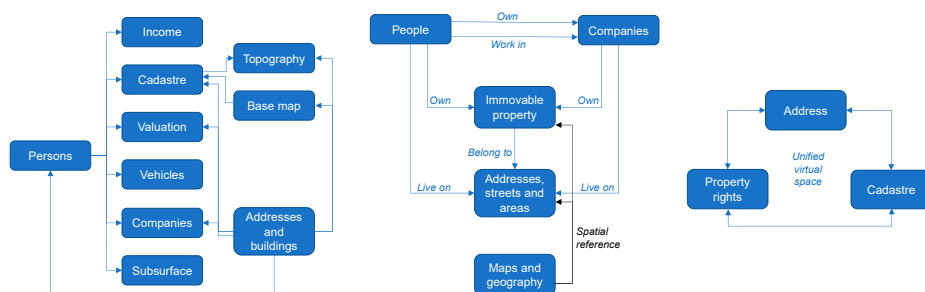 Income
Cadastre
Valuation
Persons
Vehicles
Companies
Subsurface
Topography
Base map
Addresses
and
buildings
People
Own
Work in
Companies
Own
Immovable
property
Own
Belong to
Live on
Addresses,
streets and
areas
Live on
Spatial
reference
Maps and
geography
Address
Unified
virtual
space
Property
rights
Cadastre